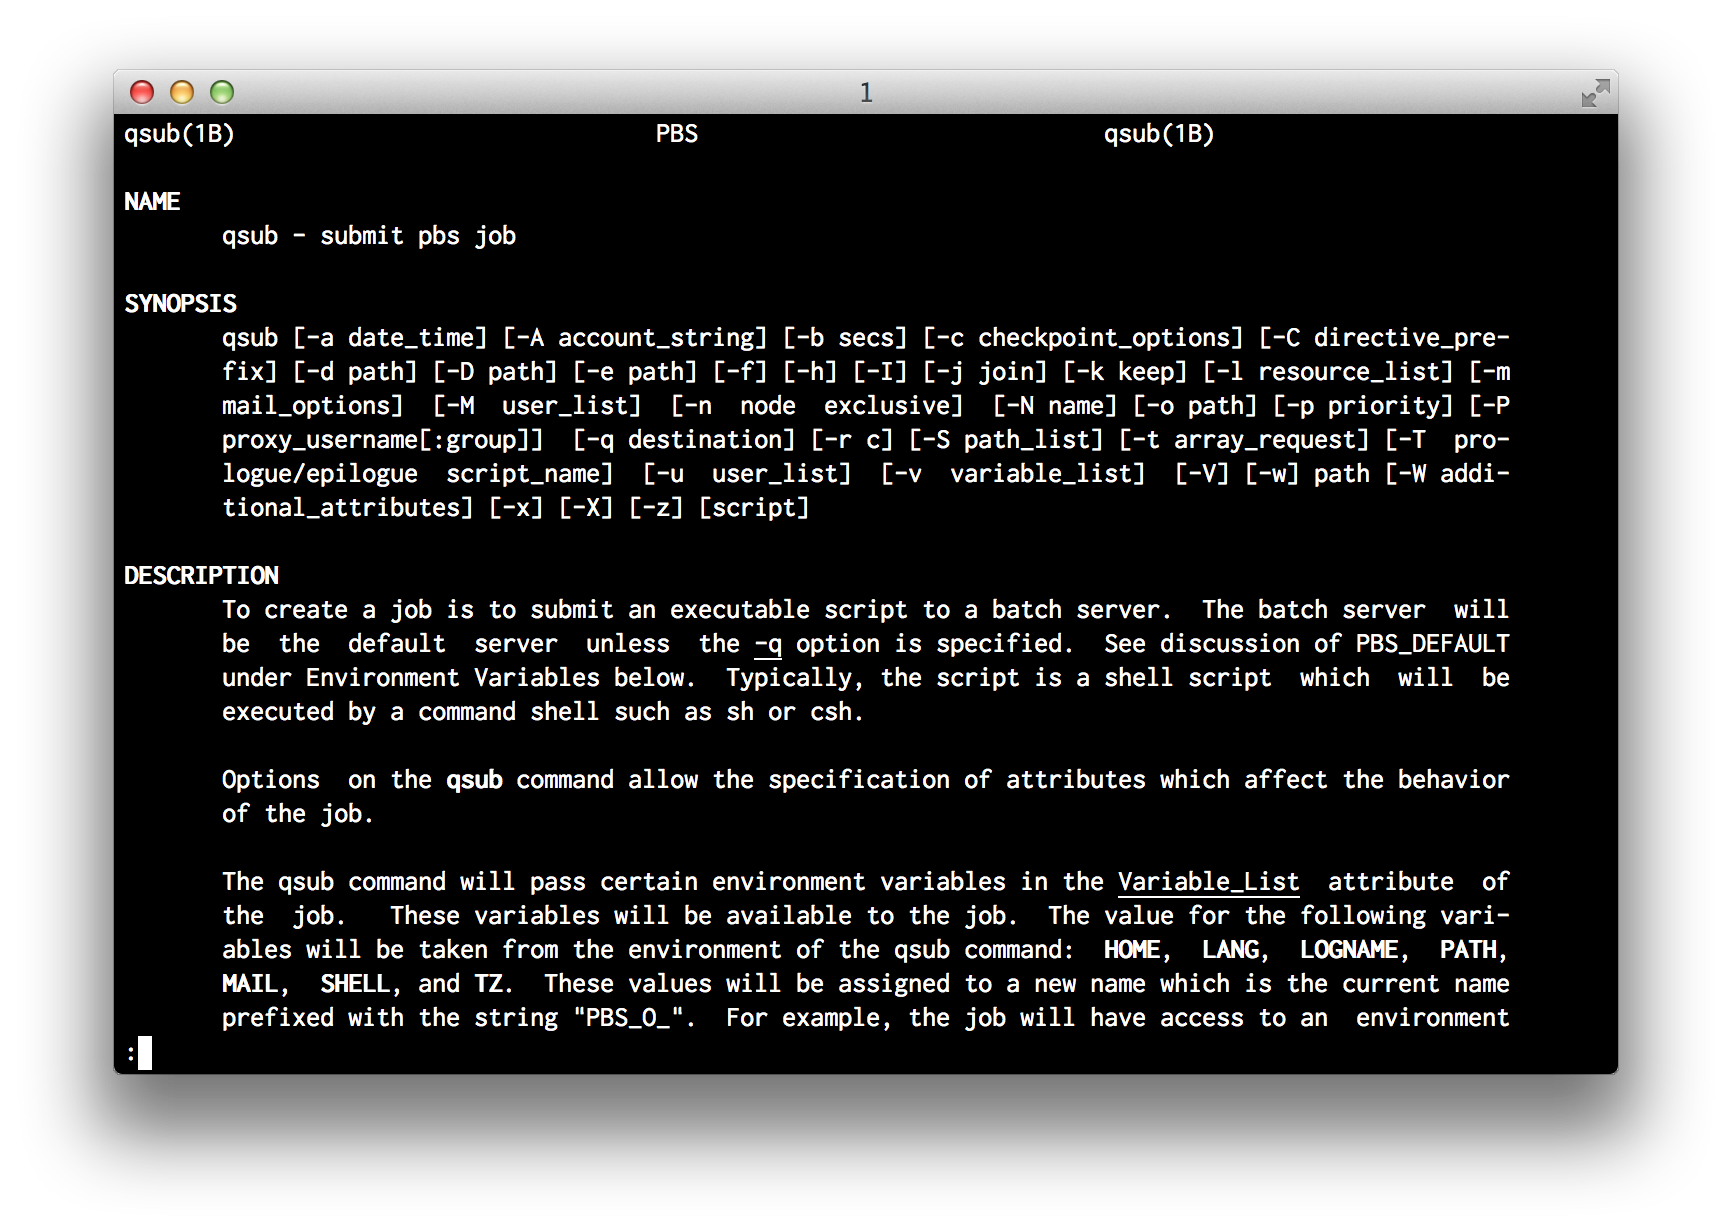 1
qsub(1B) PBS qsub(1B)
NAME
qsub - submit pbs job
SYNOPSIS
qsub [-a date_time] [-A account_string] [-b secs] [-c checkpoint_options] [-C directive_pre-
fix] [-d path] [-D path] [-e path] [-f] [-h] [-I] [-j join] [-k keep] [-l resource_list] [-m
mail_options] [-M user_list] [-n node exclusive] [-N name] [-o path] [-p priority] [-P
proxy_username[:group]] [-q destination] [-r c] [-S path_list] [-t array_request] [-T pro-
logue/epilogue script_name] [-u user_list] [-v variable_list] [-V] [-w] path [-W addi-
tional_attributes] [-x] [-X] [-z] [script]
DESCRIPTION
To create a job is to submit an executable script to a batch server. The batch server will
be the default server unless the -q option is specified. See discussion of PBS_DEFAULT
under Environment Variables below. Typically, the script is a shell script which will be
executed by a command shell such as sh or csh.
Options on the qsub command allow the specification of attributes which affect the behavior
of the job.
The qsub command will pass certain environment variables in the Variable_List attribute of
the job. These variables will be available to the job. The value for the following vari-
ables will be taken from the environment of the qsub command: HOME, LANG, LOGNAME, PATH,
MAIL, SHELL, and TZ. These values will be assigned to a new name which is the current name
prefixed with the string "PBS_O_". For example, the job will have access to an environment
: